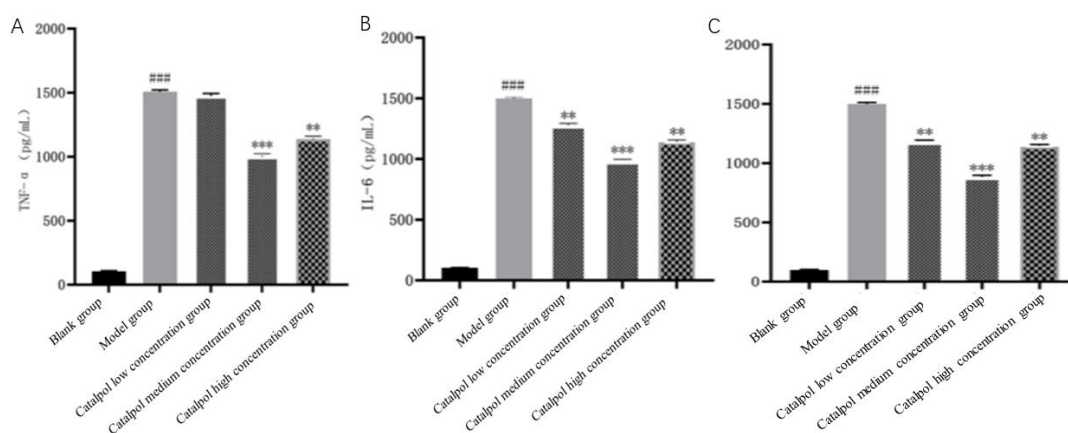 A
TNF-α (pg/mL)
2000
1500
1000
500
0
###
***
**
Blank group
Model group
Catalpol low concentration group
Catalpol medium concentration group
Catalpol high concentration group
B
IL-6 (pg/mL)
2000
1500
1000
500
0
###
**
***
**
Blank group
Model group
Catalpol low concentration group
Catalpol medium concentration group
Catalpol high concentration group
C
2000
1500
1000
500
0
###
**
***
**
Blank group
Model group
Catalpol low concentration group
Catalpol medium concentration group
Catalpol high concentration group